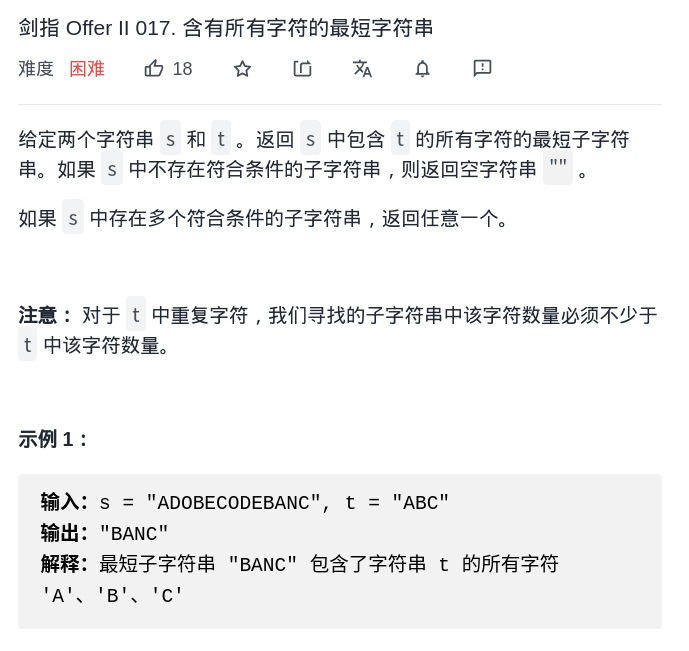 剑指 Offer II 017. 含有所有字符的最短字符串
难度 困难 18
给定两个字符串 s 和 t 。返回 s 中包含 t 的所有字符的最短子字符
串。如果 s 中不存在符合条件的子字符串，则返回空字符串 "" 。
如果 s 中存在多个符合条件的子字符串，返回任意一个。
注意： 对于 t 中重复字符，我们寻找的子字符串中该字符数量必须不少于
t 中该字符数量。
示例 1：
输入：s = "ADOBECODEBANC", t = "ABC"
输出："BANC"
解释：最短子字符串 "BANC" 包含了字符串 t 的所有字符
'A'、'B'、'C'